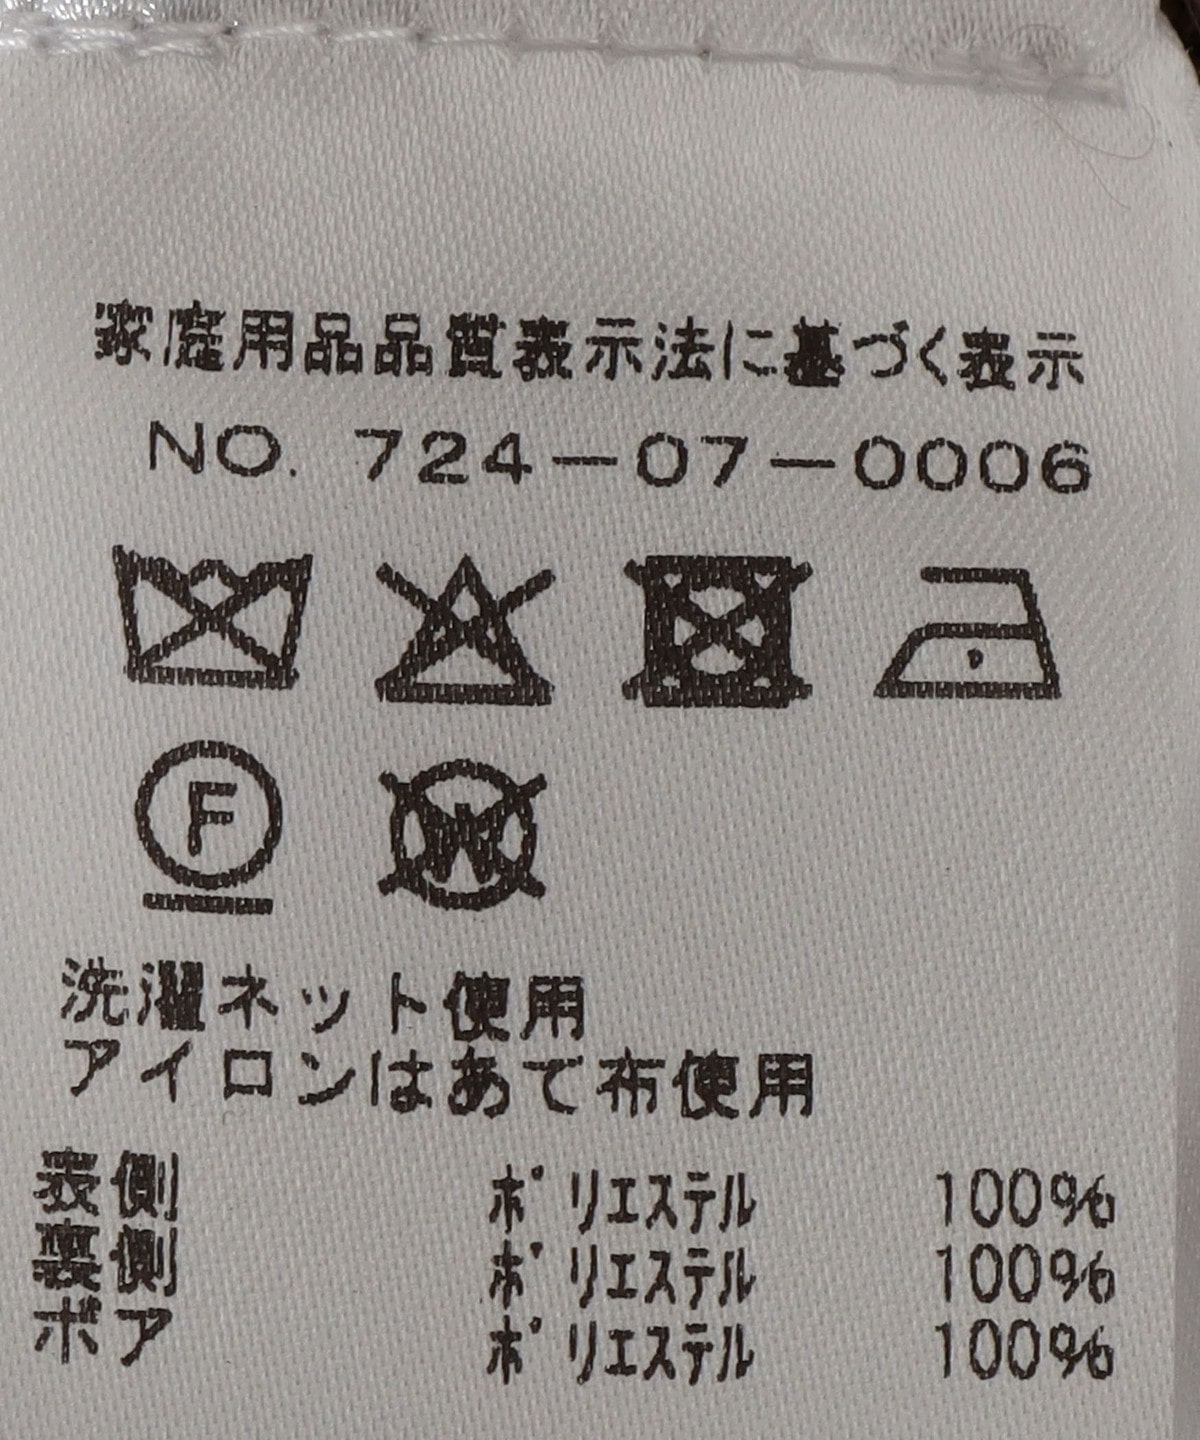 家庭用品品質表示法に基づく表示
NO. 724-07-0006
F
W
洗濯ネット使用
アイロンはあて布使用
表側 ポリエステル 100%
裏側 ポリエステル 100%
ボア ポリエステル 100%